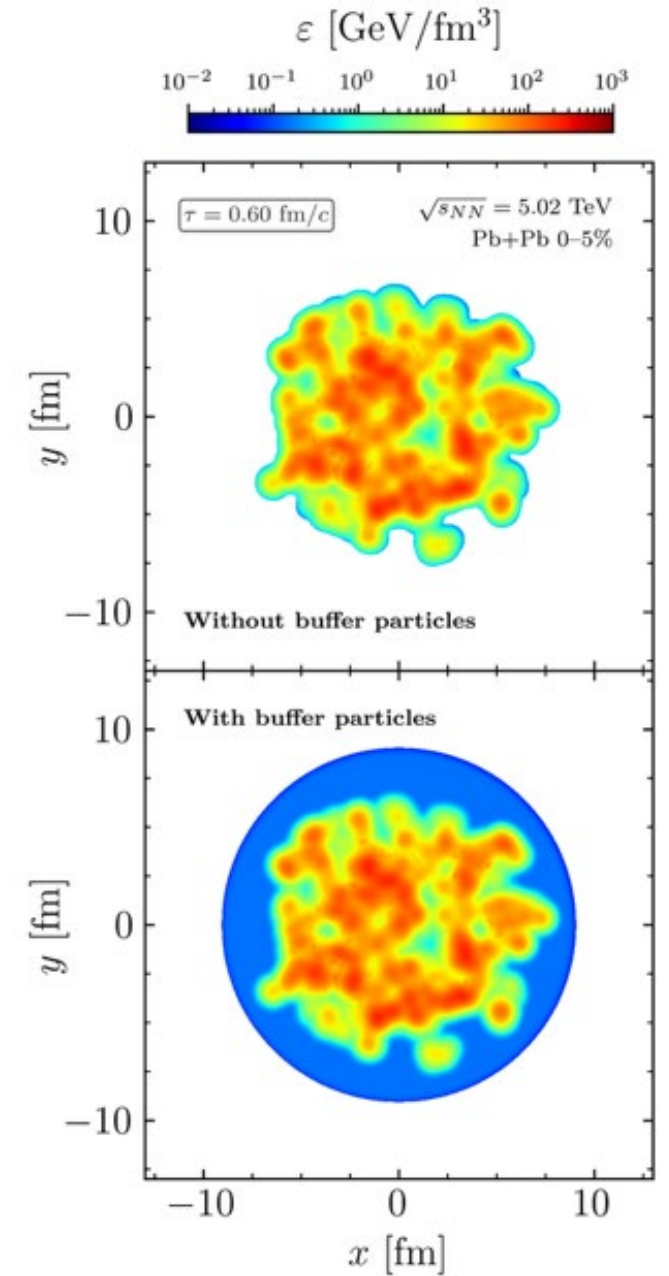 ε [GeV/fm³]
10⁻² 10⁻¹ 10⁰ 10¹ 10² 10³
τ = 0.60 fm/c
√sNN = 5.02 TeV
Pb+Pb 0–5%
10
0
−10
y [fm]
Without buffer particles
With buffer particles
10
0
−10
y [fm]
−10 0 10
x [fm]